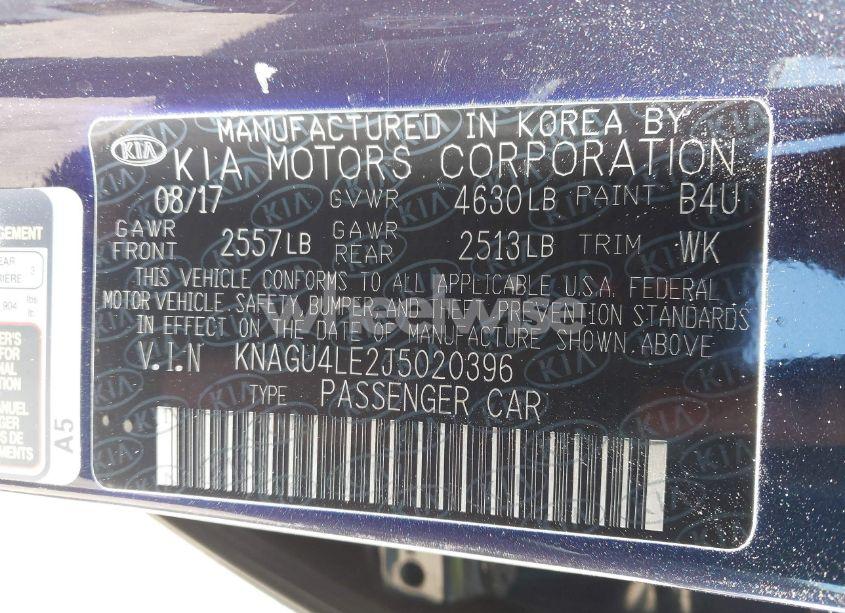 MANUFACTURED IN KOREA BY
KIA KIA MOTORS CORPORATION
08/17 GVWR 4630LB PAINT B4U
GAWR FRONT 2557LB GAWR REAR 2513LB TRIM WK
THIS VEHICLE CONFORMS TO ALL APPLICABLE U.S.A. FEDERAL
MOTOR VEHICLE SAFETY, BUMPER AND THEFT PREVENTION STANDARDS
IN EFFECT ON THE DATE OF MANUFACTURE SHOWN ABOVE
V.I.N KNAGU4LE2J5020396
TYPE PASSENGER CAR
wheelwise
A5